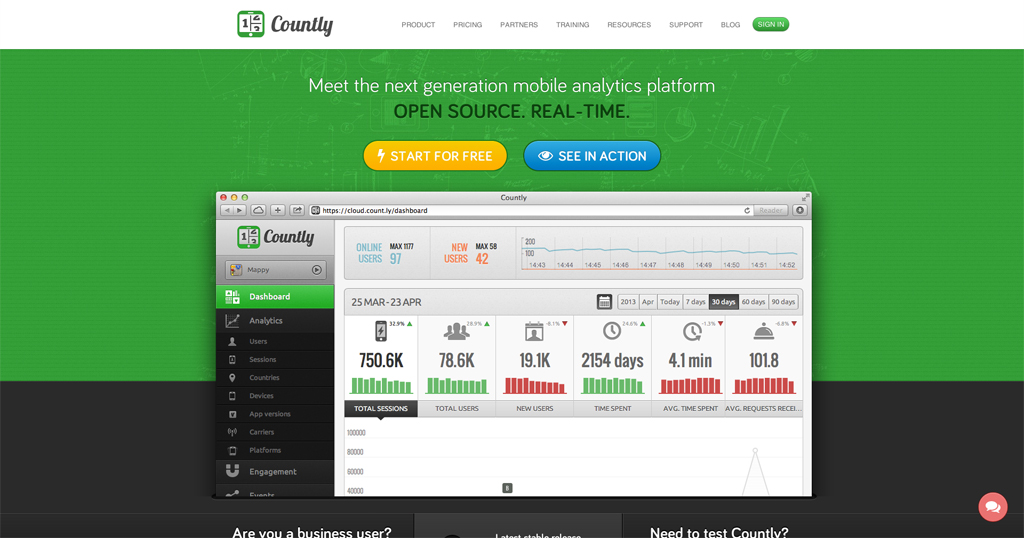 Countly
PRODUCT PRICING PARTNERS TRAINING RESOURCES SUPPORT BLOG SIGN IN
Meet the next generation mobile analytics platform
OPEN SOURCE. REAL-TIME.
START FOR FREE SEE IN ACTION
Countly
https://cloud.count.ly/dashboard Reader
Countly
Mappy
Dashboard
Analytics
Users
Sessions
Countries
Devices
App versions
Carriers
Platforms
Engagement
Events
ONLINE USERS MAX 1177 97
NEW USERS MAX 58 42
200
100
14:43 14:44 14:45 14:46 14:47 14:48 14:49 14:50 14:51 14:52
25 MAR - 23 APR 2013 Apr Today 7 days 30 days 60 days 90 days
32.9% 28.9% -8.1% 24.6% -1.3% -6.8%
750.6K 78.6K 19.1K 2154 days 4.1 min 101.8
TOTAL SESSIONS TOTAL USERS NEW USERS TIME SPENT AVG. TIME SPENT AVG. REQUESTS RECEI...
100000
80000
60000
40000
Are you a business user? Latest stable release Need to test Countly?